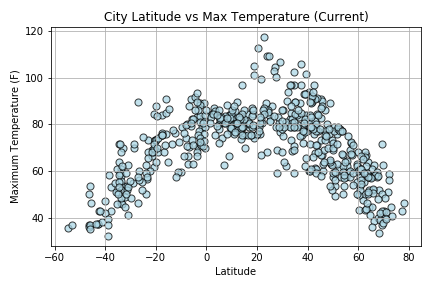 City Latitude vs Max Temperature (Current)
120
100
80
60
40
Maximum Temperature (F)
−60 −40 −20 0 20 40 60 80
Latitude